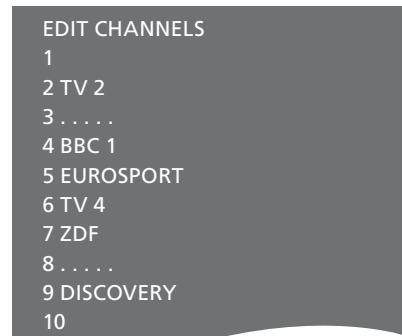 EDIT CHANNELS
1
2 TV 2
3 . . . . .
4 BBC 1
5 EUROSPORT
6 TV 4
7 ZDF
8 . . . . .
9 DISCOVERY
10